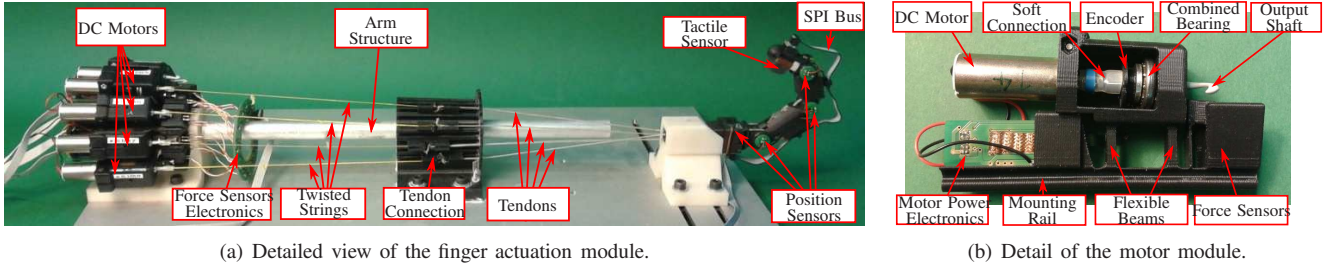 DC Motors
Arm
Structure
Tactile
Sensor
SPI Bus
Force Sensors
Electronics
Twisted
Strings
Tendon
Connection
Tendons
Position
Sensors
(a) Detailed view of the finger actuation module.
DC Motor
Soft
Connection
Encoder
Combined
Bearing
Output
Shaft
Motor Power
Electronics
Mounting
Rail
Flexible
Beams
Force Sensors
(b) Detail of the motor module.